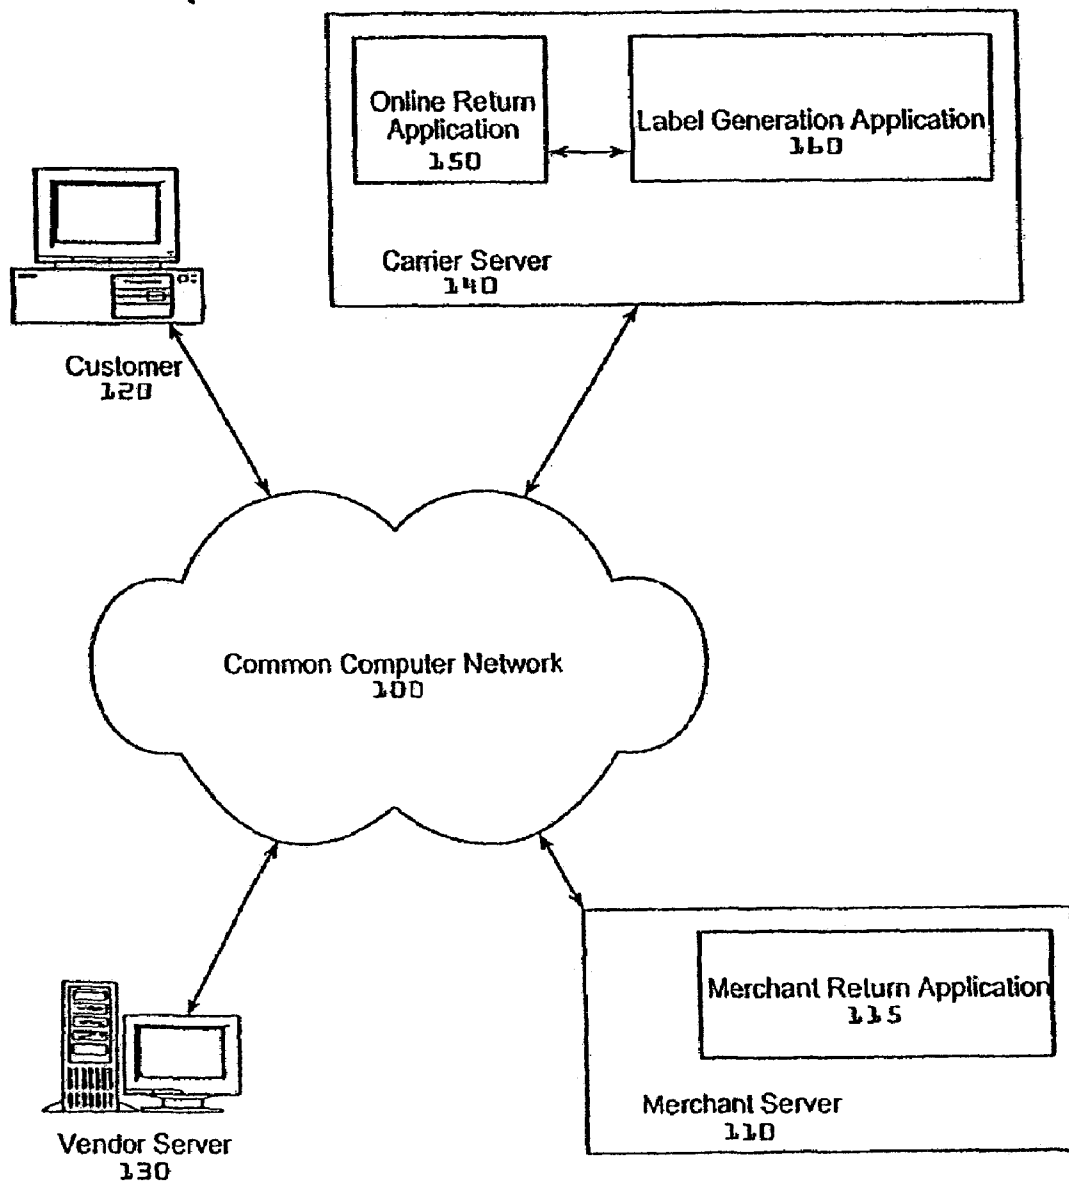 Online Return
Application
150
Label Generation Application
160
Carrier Server
140
Customer
120
Common Computer Network
100
Merchant Return Application
115
Merchant Server
110
Vendor Server
130